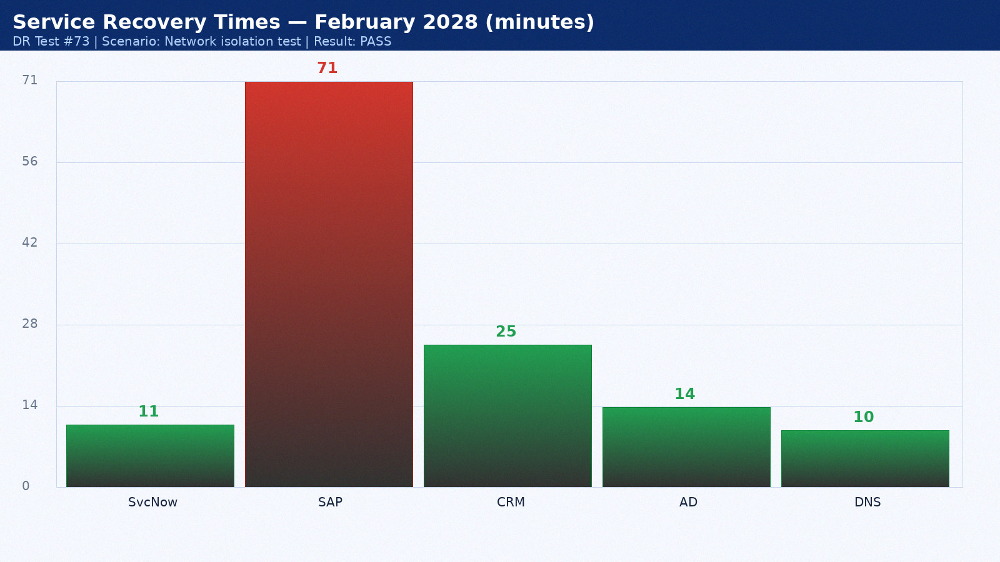 Service Recovery Times — February 2028 (minutes)
DR Test #73 | Scenario: Network isolation test | Result: PASS
71
71
56
42
28
25
14
14
11
10
0
SvcNow
SAP
CRM
AD
DNS